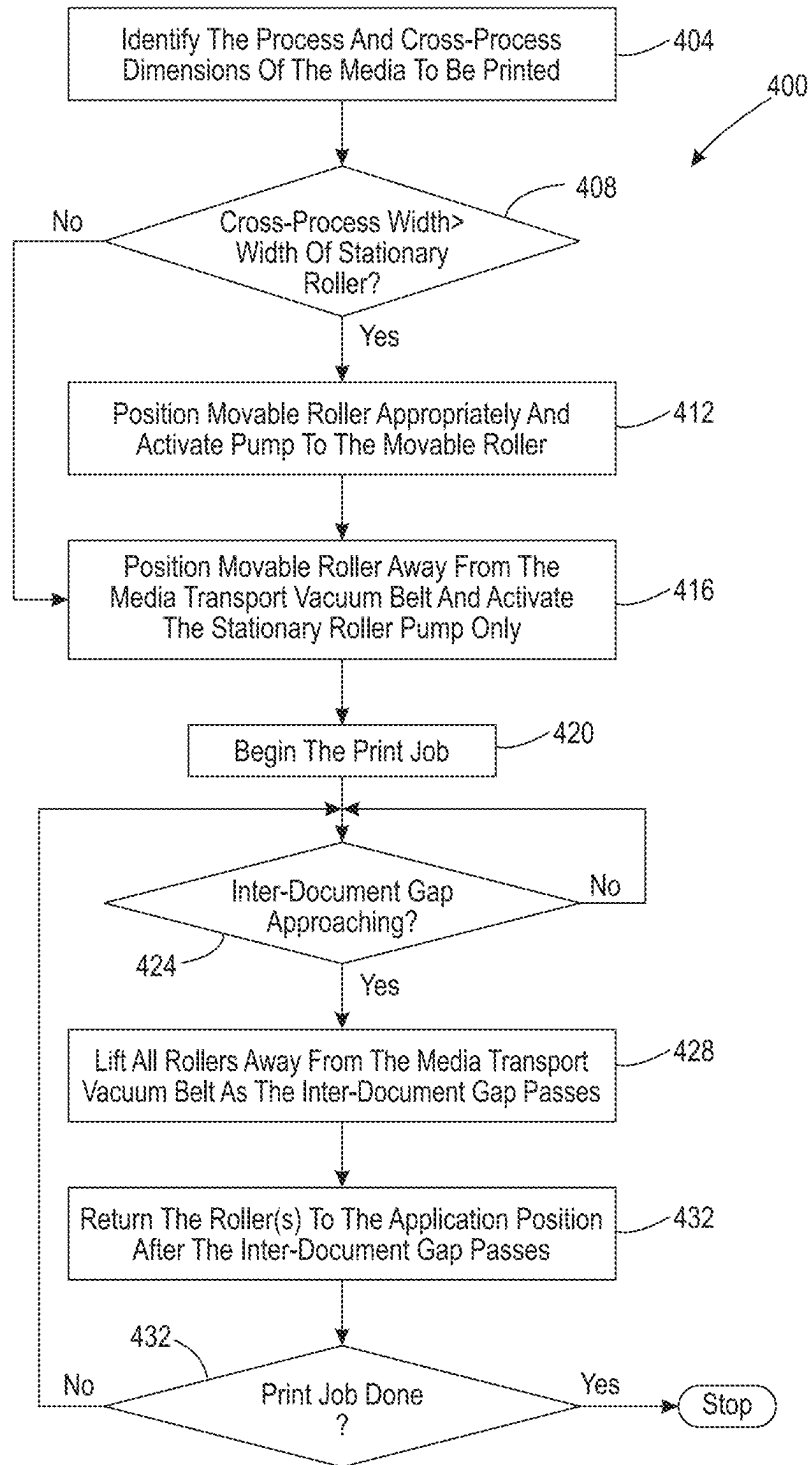 Identify The Process And Cross-Process
Dimensions Of The Media To Be Printed
404
400
408
No
Cross-Process Width>
Width Of Stationary
Roller?
Yes
Position Movable Roller Appropriately And
Activate Pump To The Movable Roller
412
Position Movable Roller Away From The
Media Transport Vacuum Belt And Activate
The Stationary Roller Pump Only
416
Begin The Print Job
420
Inter-Document Gap
Approaching?
No
424
Yes
Lift All Rollers Away From The Media Transport
Vacuum Belt As The Inter-Document Gap Passes
428
Return The Roller(s) To The Application Position
After The Inter-Document Gap Passes
432
432
No
Print Job Done
?
Yes
Stop